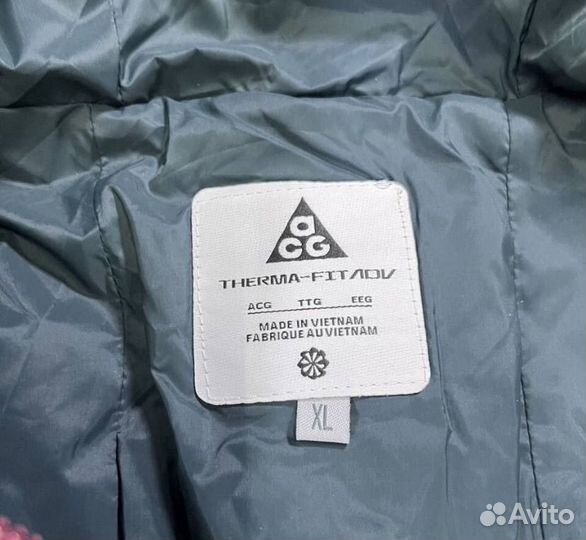 aCG
THERMA-FIT ADV
ACG TTG EEG
MADE IN VIETNAM
FABRIQUE AU VIETNAM
XL
Avito